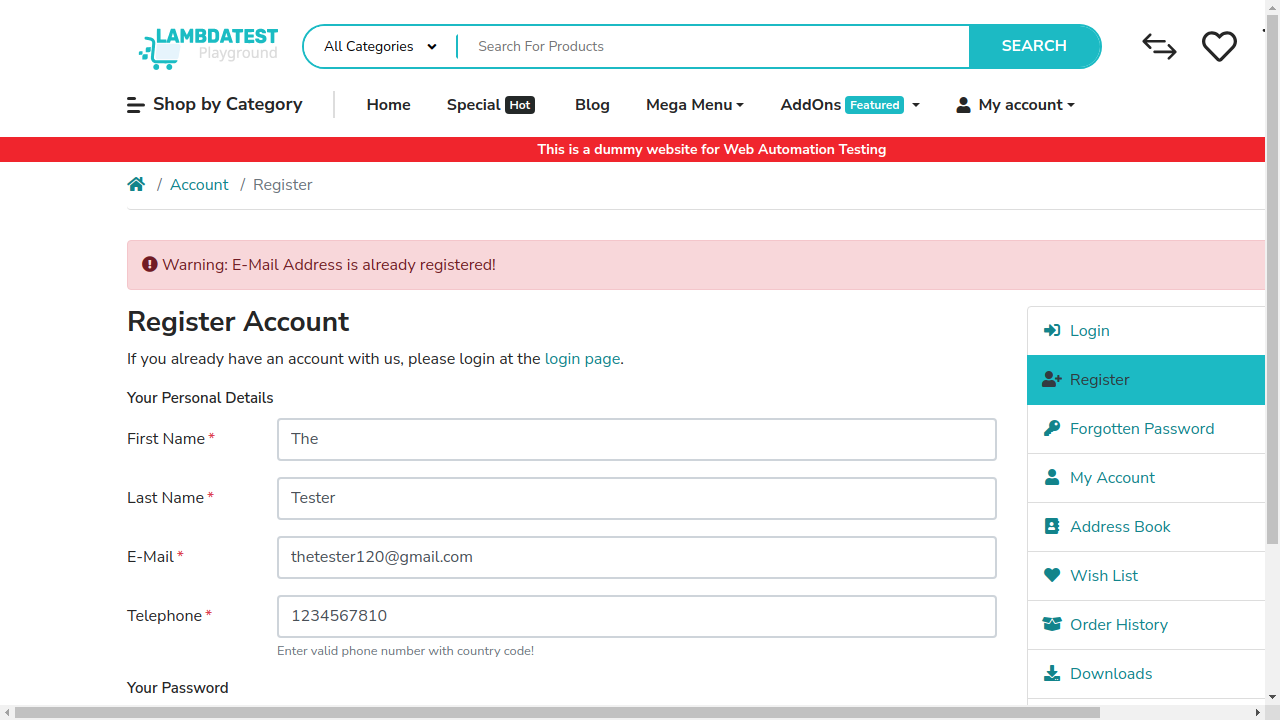 LAMBDATEST
Playground
All Categories
Search For Products
SEARCH
Shop by Category
Home
Special Hot
Blog
Mega Menu
AddOns Featured
My account
This is a dummy website for Web Automation Testing
/ Account / Register
Warning: E-Mail Address is already registered!
Register Account
If you already have an account with us, please login at the login page.
Your Personal Details
First Name *
The
Last Name *
Tester
E-Mail *
thetester120@gmail.com
Telephone *
1234567810
Enter valid phone number with country code!
Your Password
Login
Register
Forgotten Password
My Account
Address Book
Wish List
Order History
Downloads